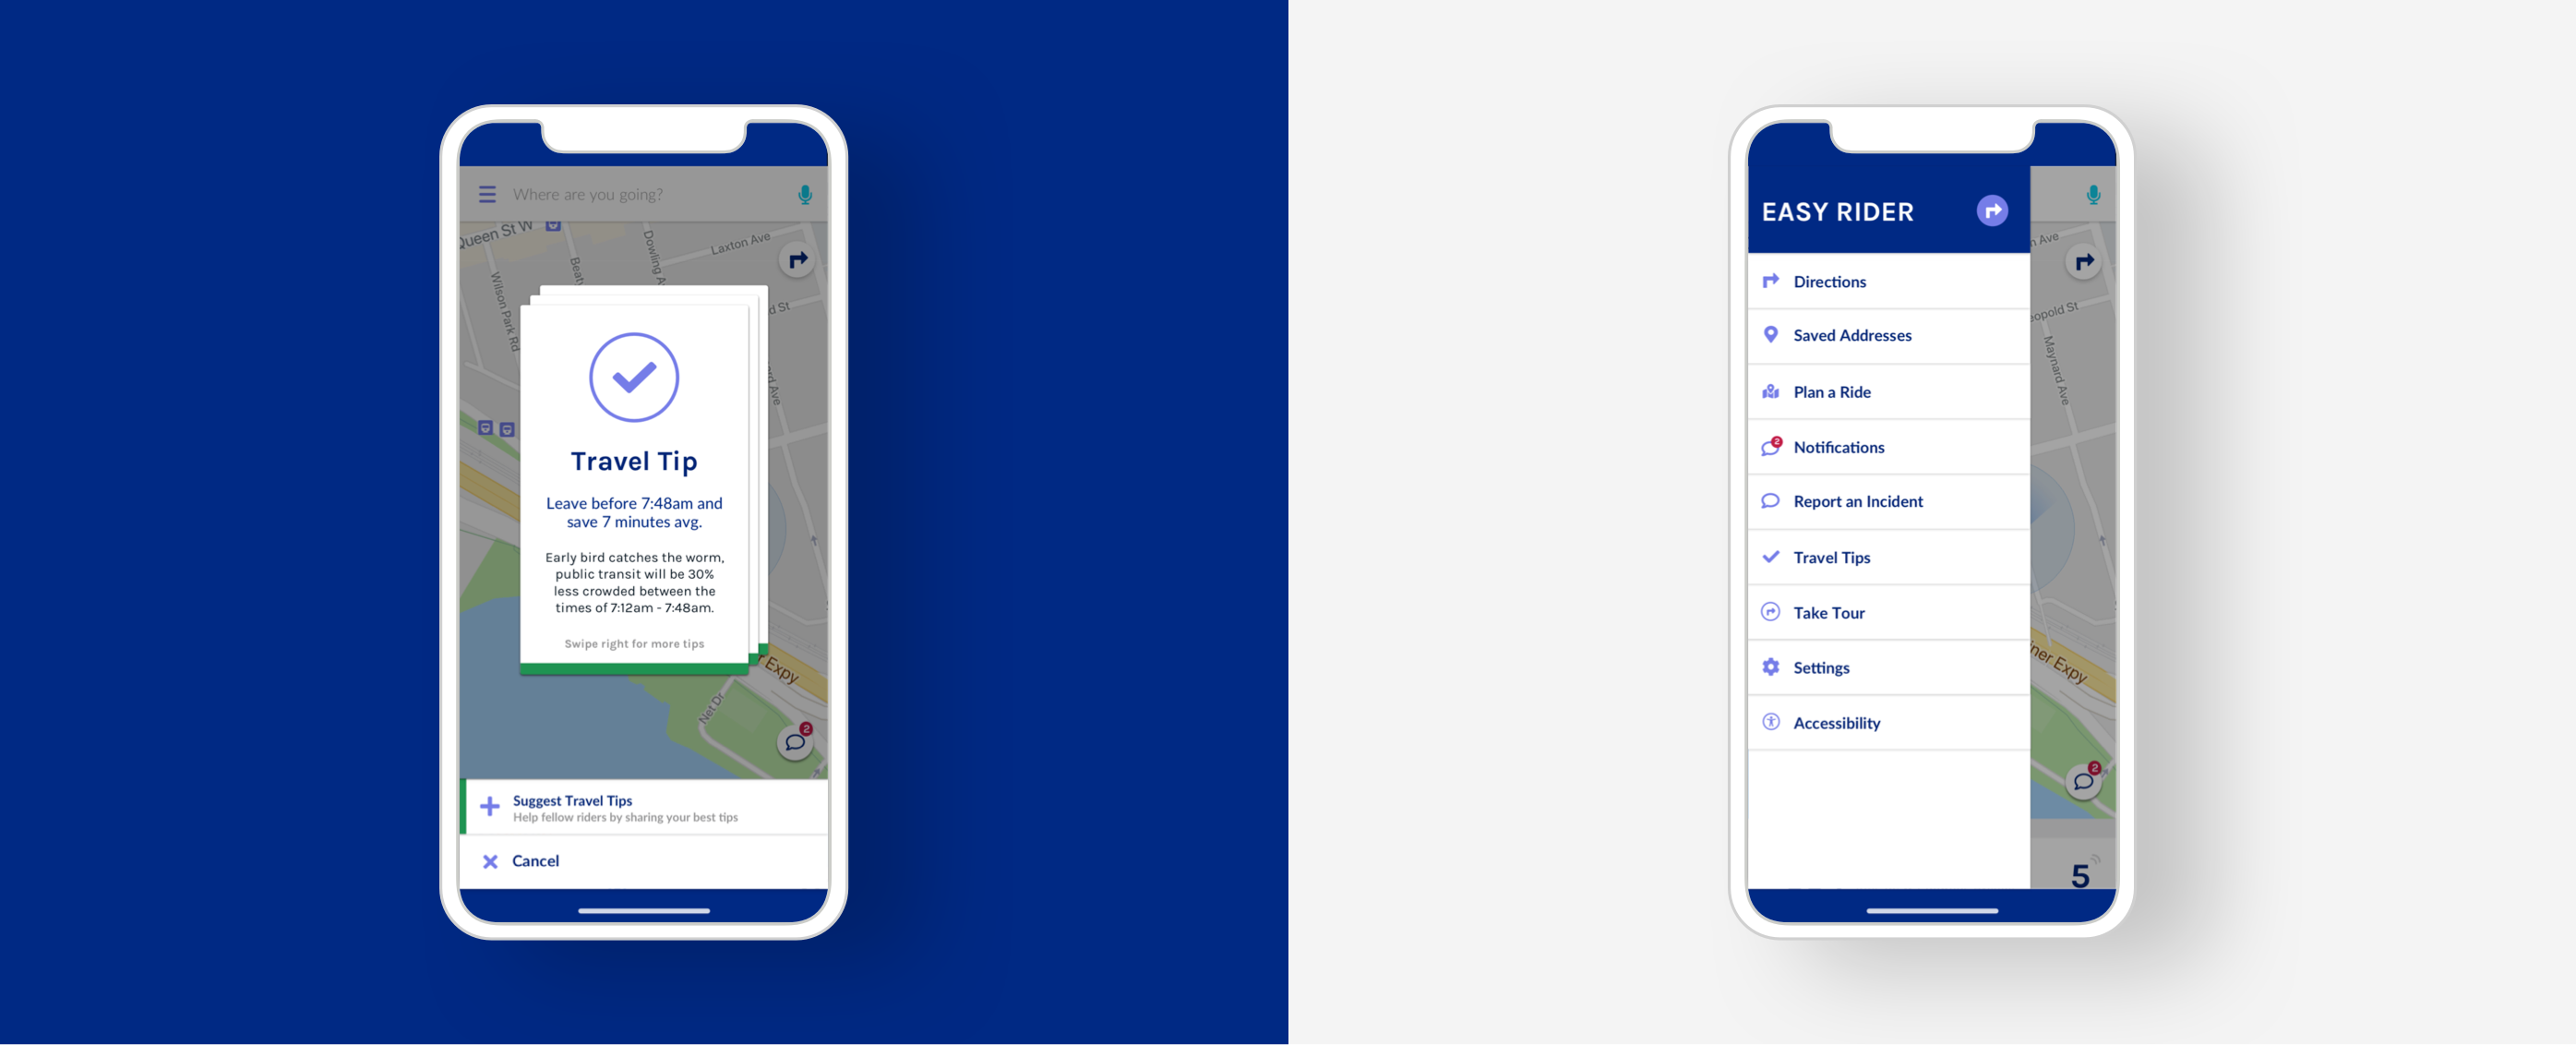 Where are you going?
Queen St W
Laxton Ave
Dowling A
Beaty
Wilson Park Rd
d St
rd Ave
Travel Tip
Leave before 7:48am and
save 7 minutes avg.
Early bird catches the worm,
public transit will be 30%
less crowded between the
times of 7:12am - 7:48am.
Swipe right for more tips
r Expy
Net Dr
2
Suggest Travel Tips
Help fellow riders by sharing your best tips
Cancel
EASY RIDER
Directions
Saved Addresses
Plan a Ride
2
Notifications
Report an Incident
Travel Tips
Take Tour
Settings
Accessibility
n Ave
eopold St
Maynard Ave
iner Expy
2
5